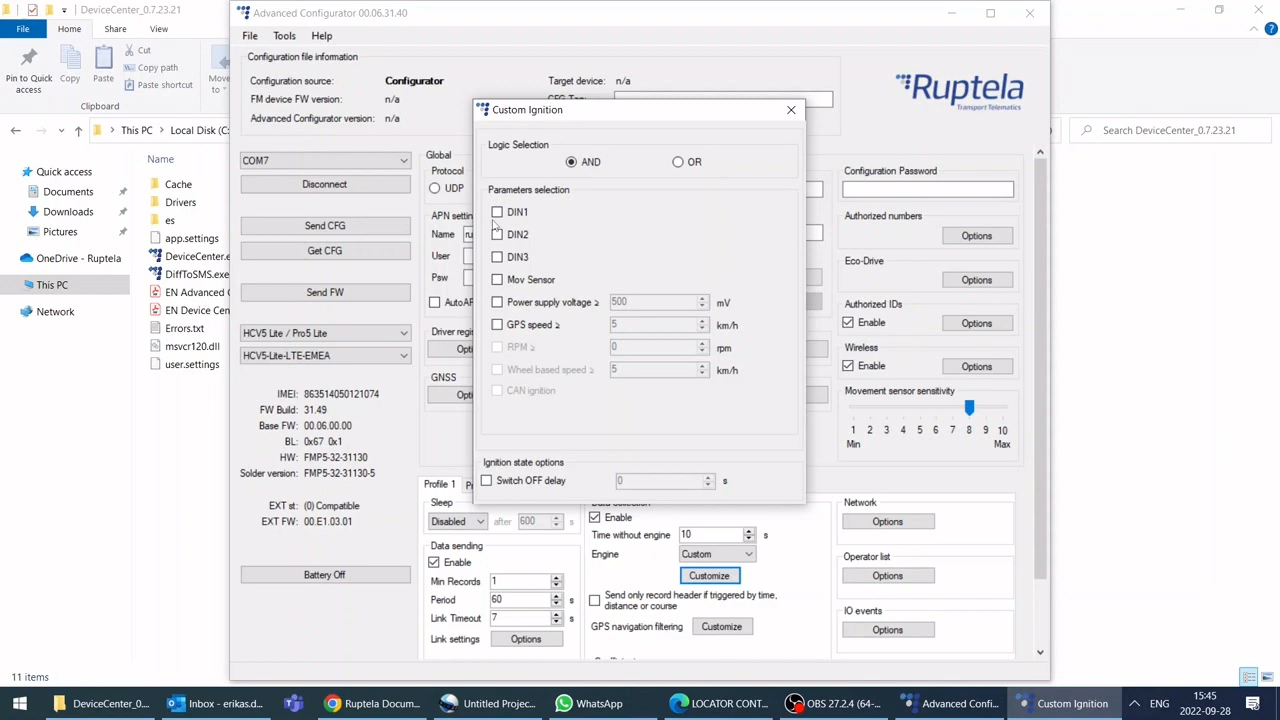 DeviceCenter_0.7.23.21
File
Home
Share
View
Pin to Quick
access
Copy
Paste
Cut
Copy path
Paste shortcut
Move
to
Clipboard
This PC
Local Disk (C:
Search DeviceCenter_0.7.23.21
Quick access
Documents
Downloads
Pictures
OneDrive - Ruptela
This PC
Network
Name
Cache
Drivers
es
app.settings
DeviceCenter.e
DiffToSMS.exe
EN Advanced
EN Device Cen
Errors.txt
msvcr120.dll
user.settings
11 items
Advanced Configurator 00.06.31.40
File Tools Help
Configuration file information
Configuration source: Configurator Target device: n/a
FM device FW version: n/a CFG Tag:
Advanced Configurator version: n/a
Ruptela
Transport Telematics
COM7
Disconnect
Send CFG
Get CFG
Send FW
HCV5 Lite / Pro5 Lite
HCV5-Lite-LTE-EMEA
IMEI: 863514050121074
FW Build: 31.49
Base FW: 00.06.00.00
BL: 0x67 0x1
HW: FMP5-32-31130
Solder version: FMP5-32-31130-5
EXT st: (0) Compatible
EXT FW: 00.E1.03.01
Battery Off
Global
Protocol
UDP
APN settin
Name ru
User
Psw
AutoAP
Driver regis
Opti
GNSS
Opti
Custom Ignition
Logic Selection
AND OR
Parameters selection
DIN1
DIN2
DIN3
Mov Sensor
Power supply voltage ≥ 500 mV
GPS speed ≥ 5 km/h
RPM ≥ 0 rpm
Wheel based speed ≥ 5 km/h
CAN ignition
Ignition state options
Switch OFF delay 0 s
Configuration Password
Authorized numbers
Options
Eco-Drive
Options
Authorized IDs
Enable Options
Wireless
Enable Options
Movement sensor sensitivity
1 2 3 4 5 6 7 8 9 10
Min Max
Profile 1
Sleep
Disabled after 600 s
Data sending
Enable
Min Records 1
Period 60 s
Link Timeout 7 s
Link settings Options
Enable
Time without engine 10 s
Engine Custom
Customize
Send only record header if triggered by time,
distance or course
GPS navigation filtering Customize
Network
Options
Operator list
Options
IO events
Options
DeviceCenter_0....
Inbox - erikas.d...
Ruptela Docum...
Untitled Projec...
WhatsApp
LOCATOR CONT...
OBS 27.2.4 (64-...
Advanced Confi...
Custom Ignition
ENG
15:45
2022-09-28